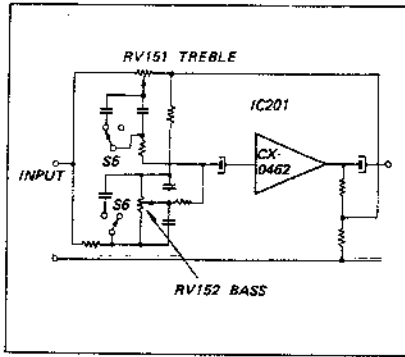 RV151 TREBLE
IC201
S6
INPUT
CX-
0462
S6
RV152 BASS